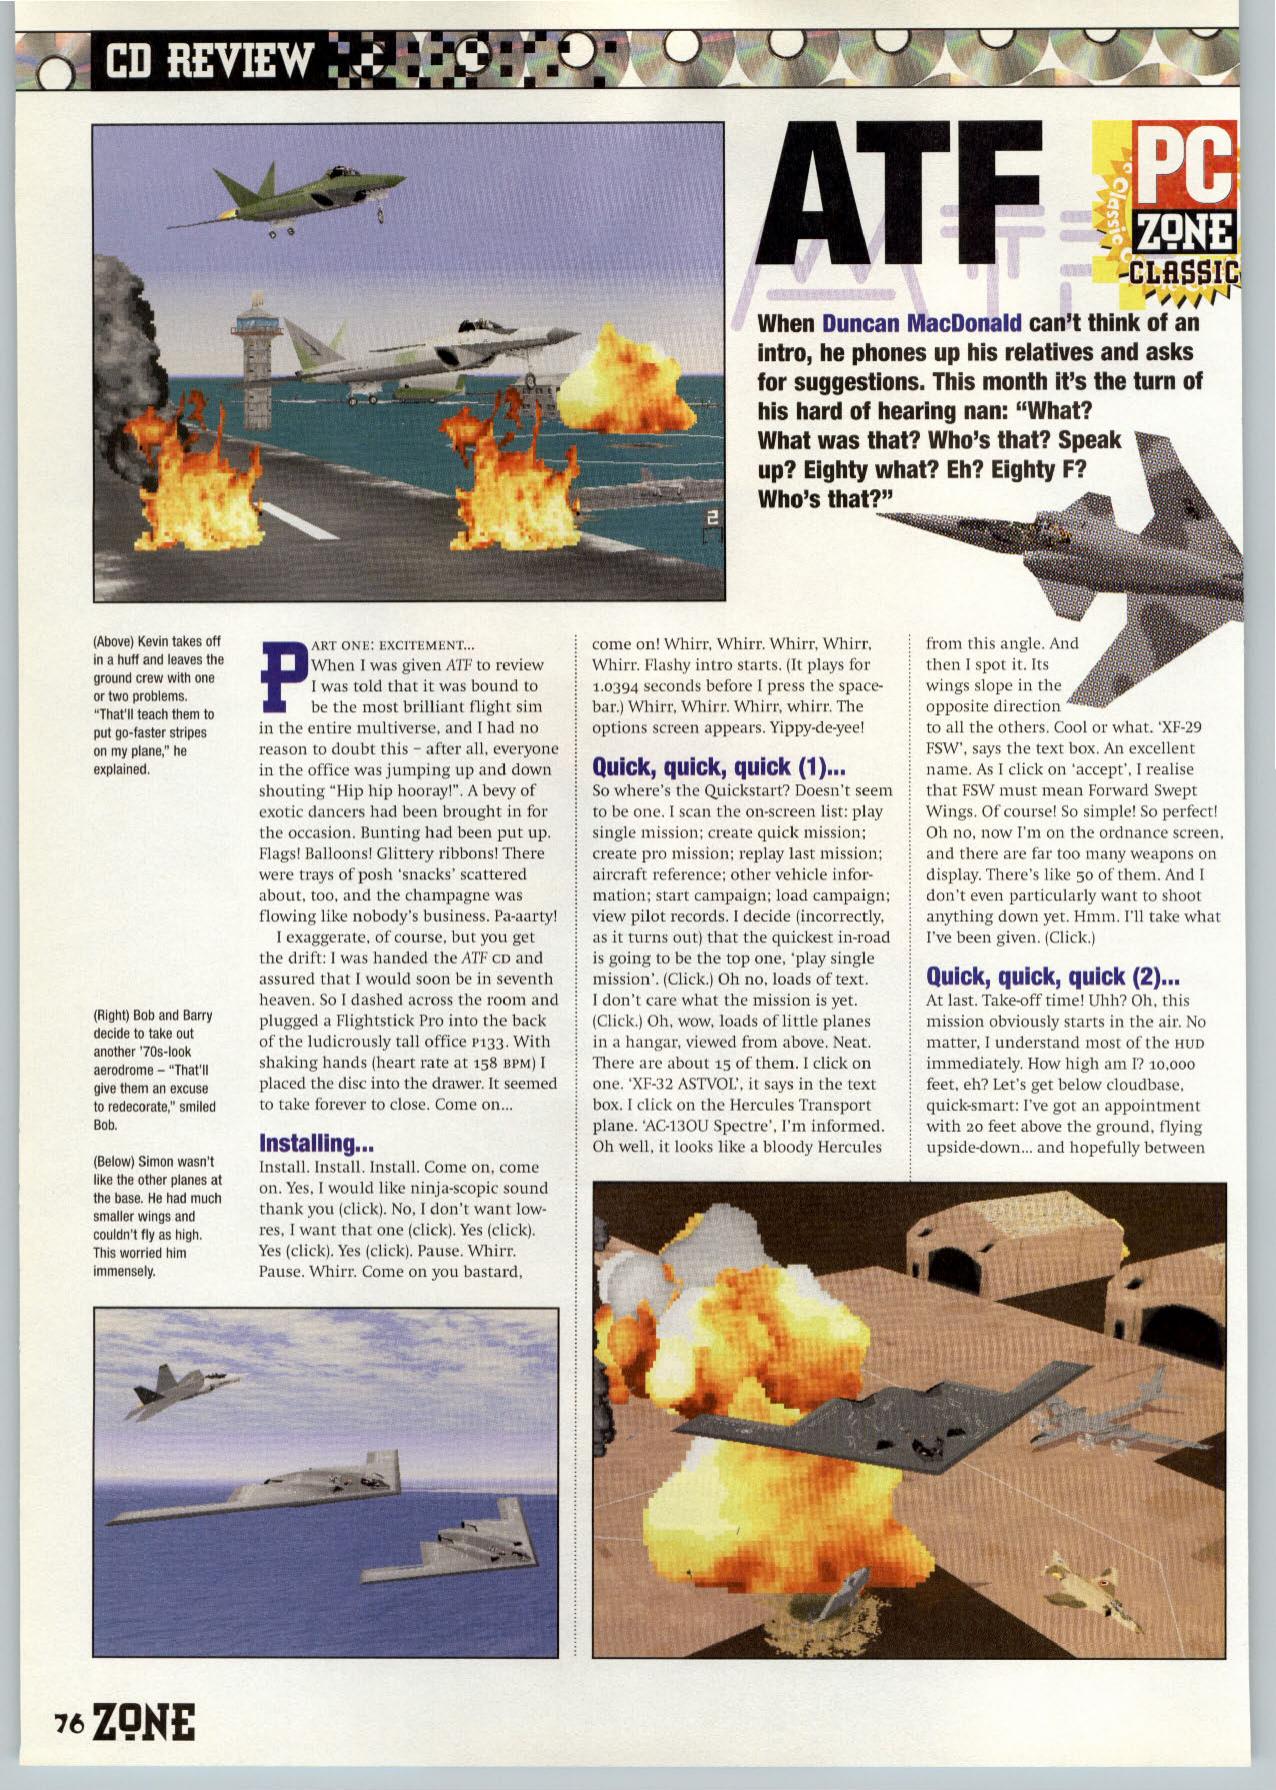 CD REVIEW
ATF
Classic
PC
ZONE
CLASSIC
When Duncan MacDonald can't think of an
intro, he phones up his relatives and asks
for suggestions. This month it's the turn of
his hard of hearing nan: “What?
What was that? Who's that? Speak
up? Eighty what? Eh? Eighty F?
Who's that?”
2
(Above) Kevin takes off
in a huff and leaves the
ground crew with one
or two problems.
“That'll teach them to
put go-faster stripes
on my plane,” he
explained.
(Right) Bob and Barry
decide to take out
another '70s-look
aerodrome – “That'll
give them an excuse
to redecorate,” smiled
Bob.
(Below) Simon wasn't
like the other planes at
the base. He had much
smaller wings and
couldn't fly as high.
This worried him
immensely.
PART ONE: EXCITEMENT...
When I was given ATF to review
I was told that it was bound to
be the most brilliant flight sim
in the entire multiverse, and I had no
reason to doubt this – after all, everyone
in the office was jumping up and down
shouting “Hip hip hooray!”. A bevy of
exotic dancers had been brought in for
the occasion. Bunting had been put up.
Flags! Balloons! Glittery ribbons! There
were trays of posh ‘snacks’ scattered
about, too, and the champagne was
flowing like nobody's business. Pa-aarty!
I exaggerate, of course, but you get
the drift: I was handed the ATF CD and
assured that I would soon be in seventh
heaven. So I dashed across the room and
plugged a Flightstick Pro into the back
of the ludicrously tall office P133. With
shaking hands (heart rate at 158 BPM) I
placed the disc into the drawer. It seemed
to take forever to close. Come on...
Installing...
Install. Install. Install. Come on, come
on. Yes, I would like ninja-scopic sound
thank you (click). No, I don't want low-
res, I want that one (click). Yes (click).
Yes (click). Yes (click). Pause. Whirr.
Pause. Whirr. Come on you bastard,
come on! Whirr, Whirr. Whirr, Whirr,
Whirr. Flashy intro starts. (It plays for
1.0394 seconds before I press the space-
bar.) Whirr, Whirr. Whirr, whirr. The
options screen appears. Yippy-de-yee!
Quick, quick, quick (1)...
So where's the Quickstart? Doesn't seem
to be one. I scan the on-screen list: play
single mission; create quick mission;
create pro mission; replay last mission;
aircraft reference; other vehicle infor-
mation; start campaign; load campaign;
view pilot records. I decide (incorrectly,
as it turns out) that the quickest in-road
is going to be the top one, ‘play single
mission’. (Click.) Oh no, loads of text.
I don't care what the mission is yet.
(Click.) Oh, wow, loads of little planes
in a hangar, viewed from above. Neat.
There are about 15 of them. I click on
one. ‘XF-32 ASTVOL’, it says in the text
box. I click on the Hercules Transport
plane. ‘AC-13OU Spectre’, I'm informed.
Oh well, it looks like a bloody Hercules
from this angle. And
then I spot it. Its
wings slope in the
opposite direction
to all the others. Cool or what. ‘XF-29
FSW’, says the text box. An excellent
name. As I click on ‘accept’, I realise
that FSW must mean Forward Swept
Wings. Of course! So simple! So perfect!
Oh no, now I'm on the ordnance screen,
and there are far too many weapons on
display. There's like 50 of them. And I
don't even particularly want to shoot
anything down yet. Hmm. I'll take what
I've been given. (Click.)
Quick, quick, quick (2)...
At last. Take-off time! Uhh? Oh, this
mission obviously starts in the air. No
matter, I understand most of the HUD
immediately. How high am I? 10,000
feet, eh? Let's get below cloudbase,
quick-smart: I've got an appointment
with 20 feet above the ground, flying
upside-down... and hopefully between
76 ZONE